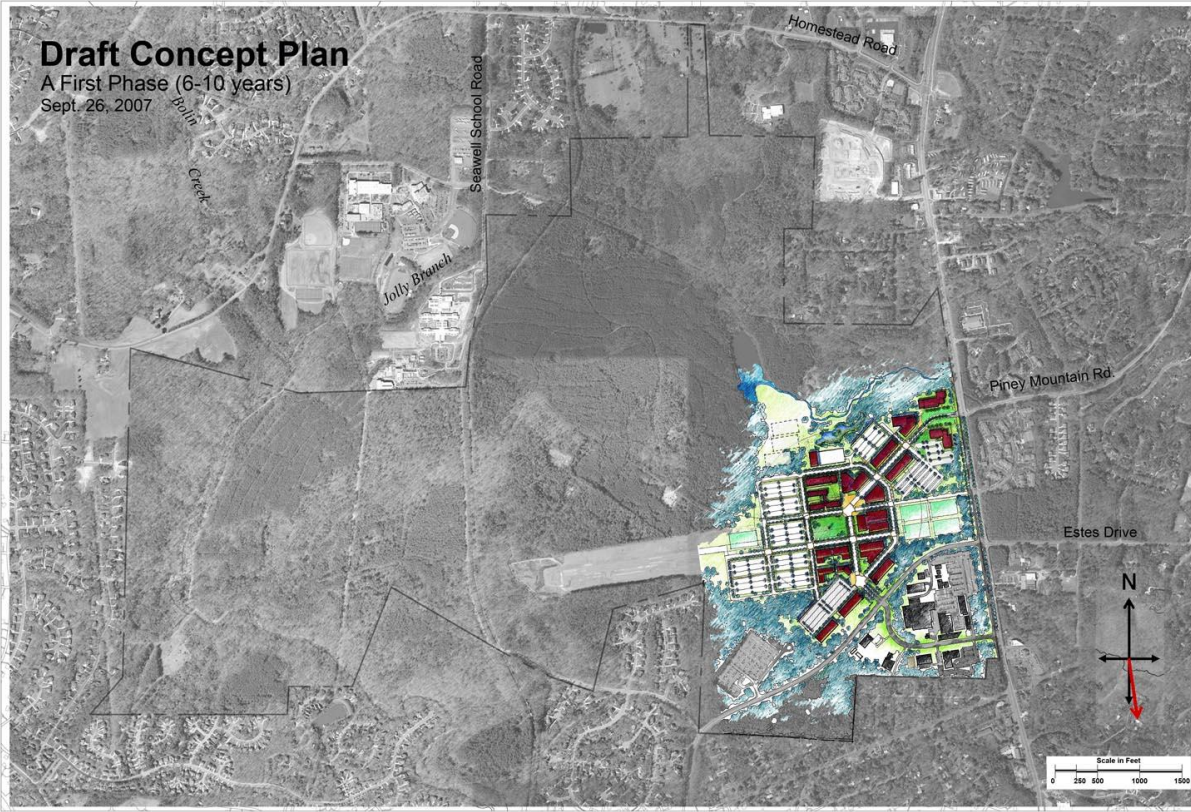 Draft Concept Plan
A First Phase (6-10 years)
Sept. 26, 2007
Bolin
Creek
Seawell School Road
Homestead Road
Jolly Branch
Piney Mountain Rd.
Estes Drive
N
Scale in Feet
0 250 500 1000 1500